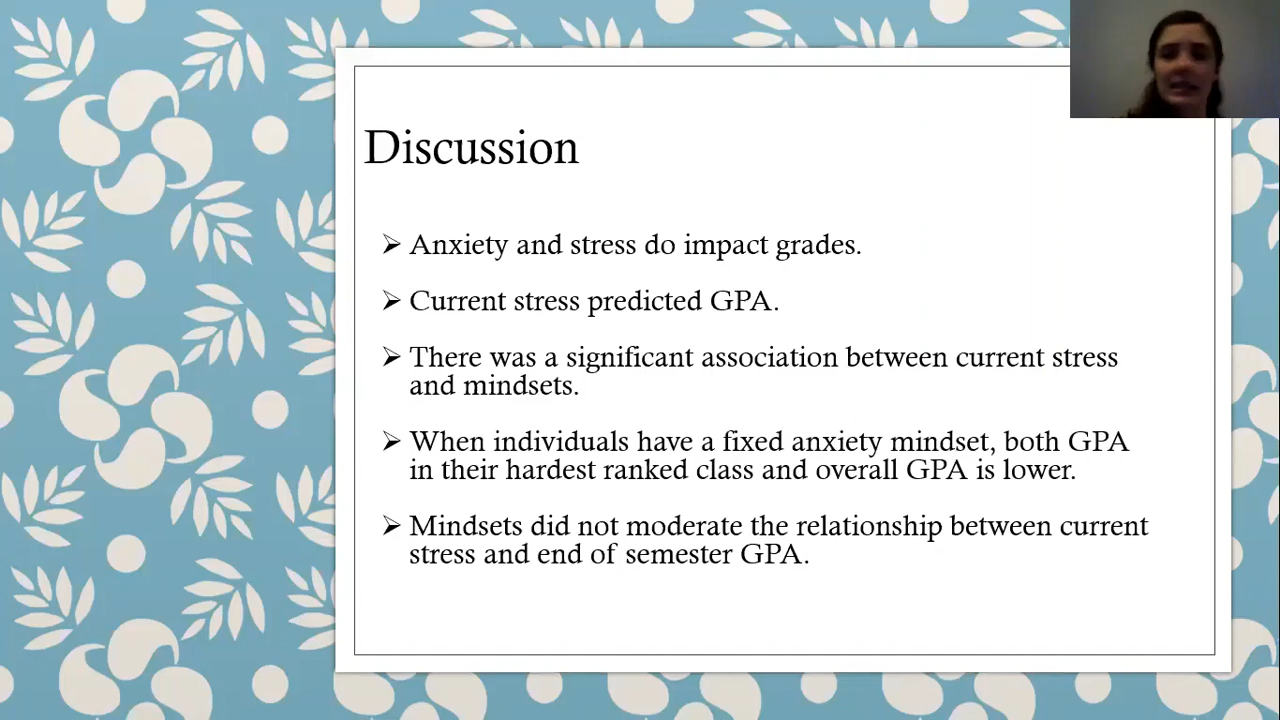 Discussion
➢ Anxiety and stress do impact grades.
➢ Current stress predicted GPA.
➢ There was a significant association between current stress
and mindsets.
➢ When individuals have a fixed anxiety mindset, both GPA
in their hardest ranked class and overall GPA is lower.
➢ Mindsets did not moderate the relationship between current
stress and end of semester GPA.